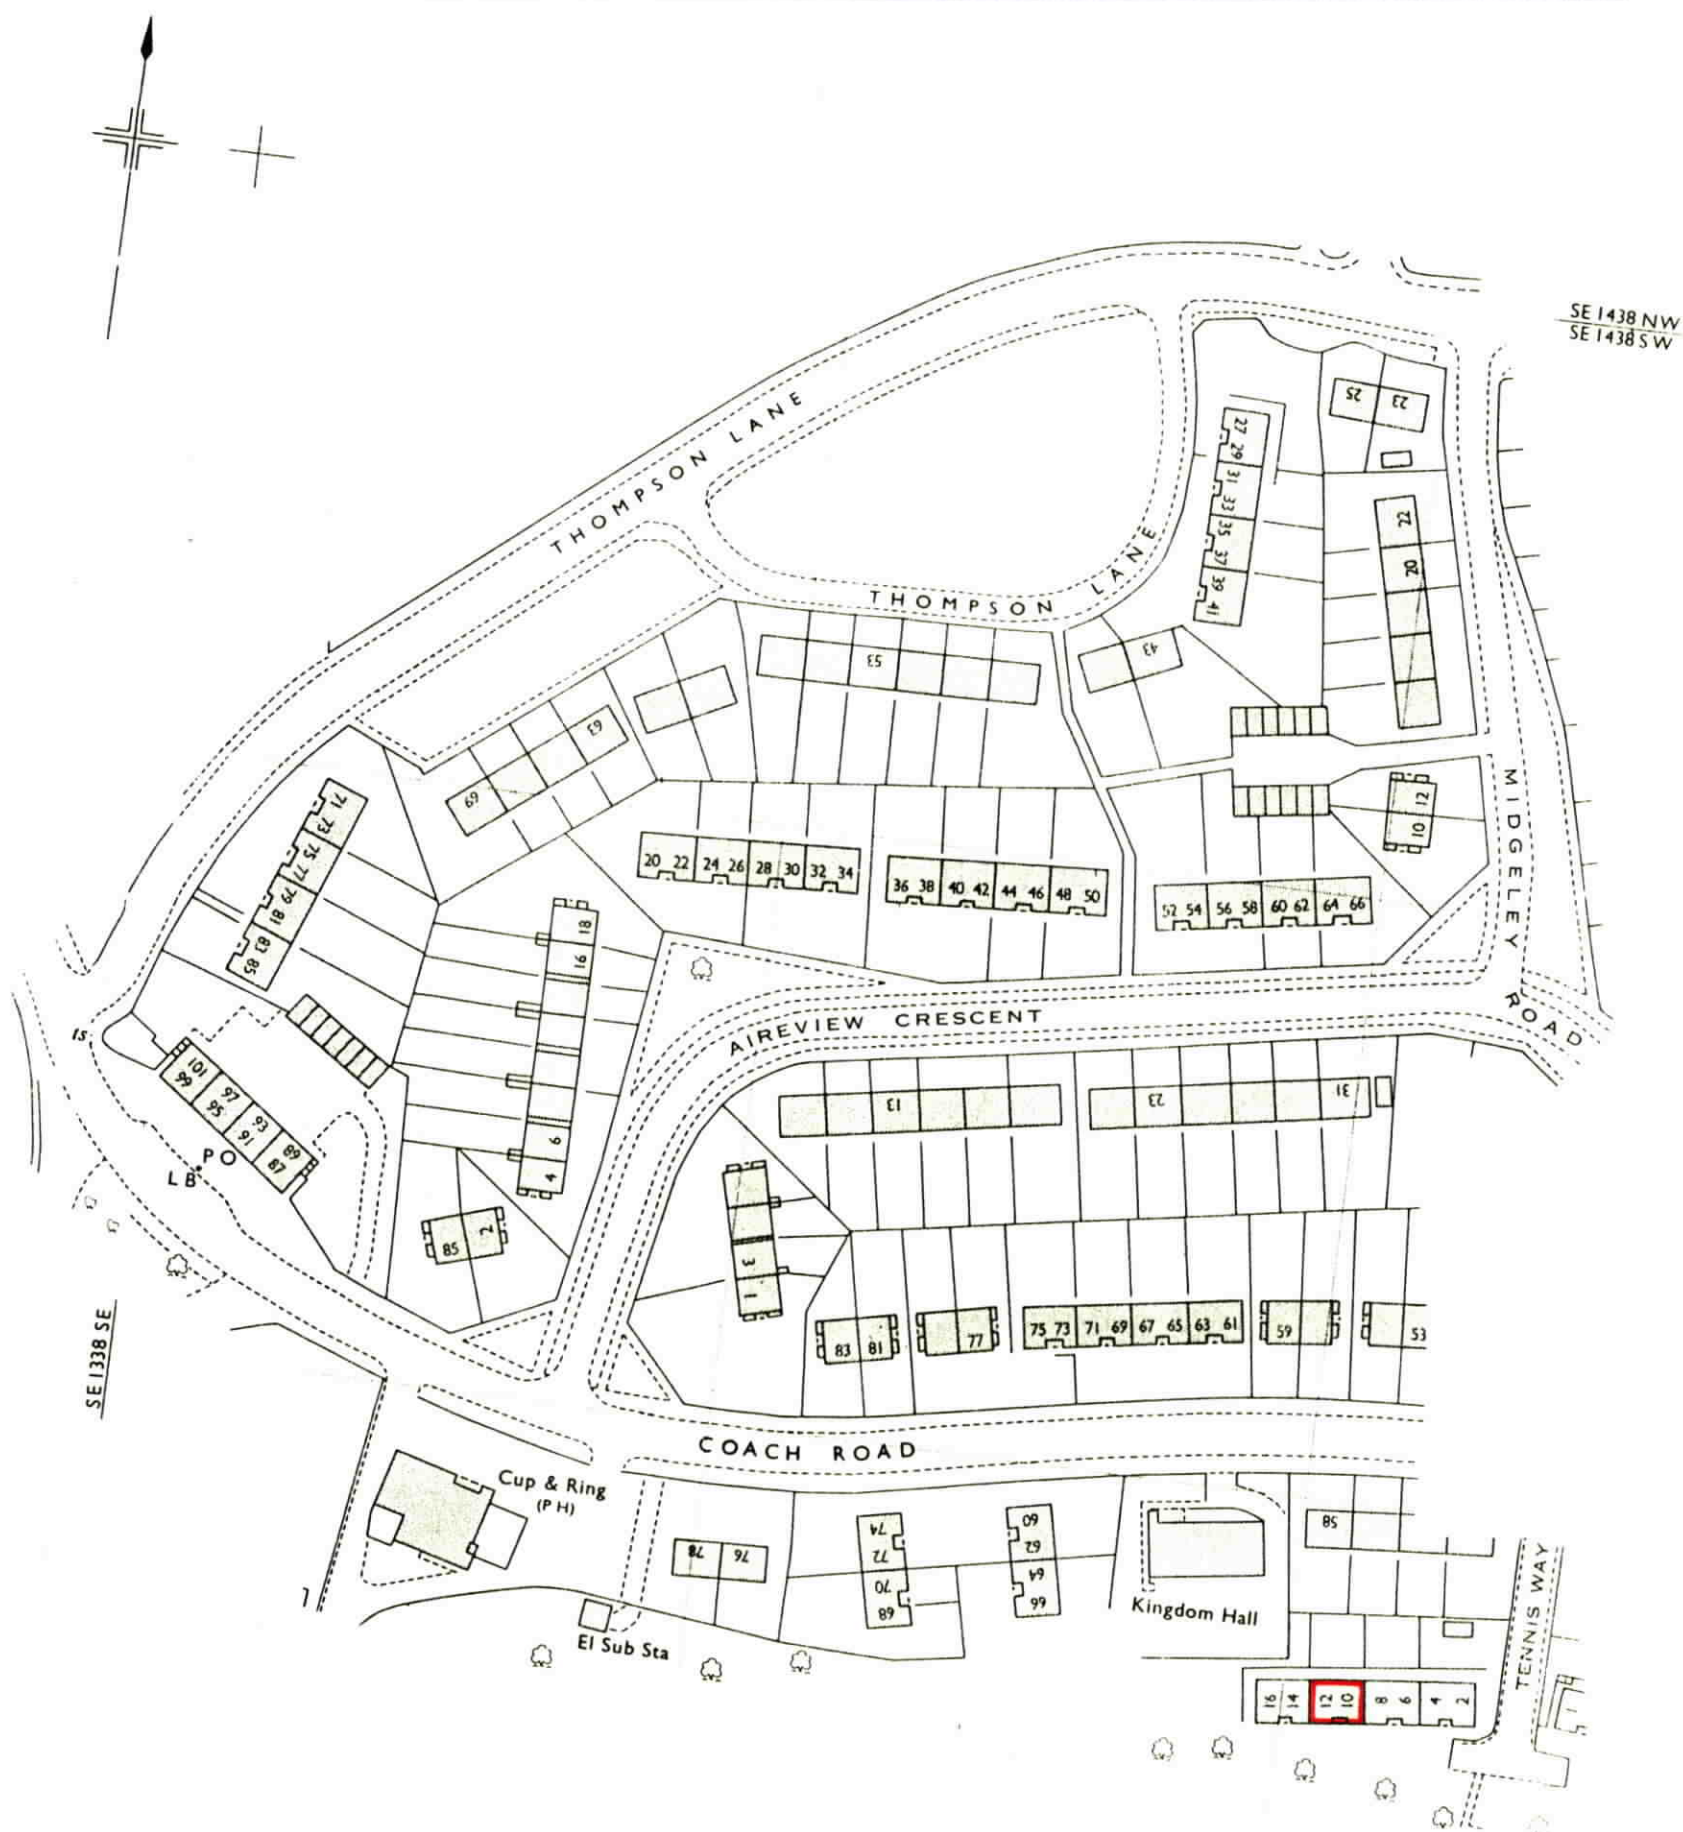 SE 1438 NW
SE 1438 SW
THOMPSON LANE
25 23
27 29 31 33 35 37 39 41
22
20
THOMPSON LANE
43
53
63
69
MIDGELEY ROAD
12
10
71 73 75 77 79 81 83 85
20 22 24 26 28 30 32 34
36 38 40 42 44 46 48 50
52 54 56 58 60 62 64 66
18
16
6
4
AIREVIEW CRESCENT
101 97 93 89
99 95 91 87
PO
LB
13
23
31
85 2
3
1
83 81
77
75 73 71 69 67 65 63 61
59
53
SE 1338 SE
COACH ROAD
Cup & Ring
(PH)
78 76
74
72
70
68
60
62
64
66
58
Kingdom Hall
El Sub Sta
TENNIS WAY
16 14 12 10 8 6 4 2